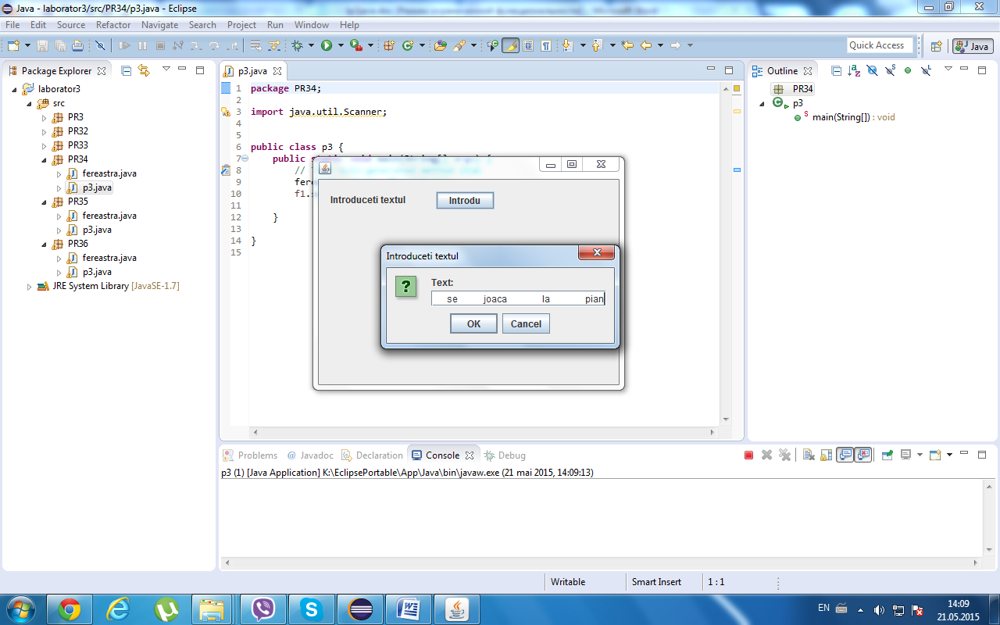 Java - laborator3/src/PR34/p3.java - Eclipse
File Edit Source Refactor Navigate Search Project Run Window Help
Quick Access
Java
Package Explorer
laborator3
src
PR3
PR32
PR33
PR34
fereastra.java
p3.java
PR35
fereastra.java
p3.java
PR36
fereastra.java
p3.java
JRE System Library [JavaSE-1.7]
p3.java
1 package PR34;
2
3 import java.util.Scanner;
4
5
6 public class p3 {
7 public
8 //
9 fere
10 f1.s
11
12 }
13
14 }
15
Introduceti textul
Introdu
Introduceti textul
Text:
se joaca la pian
OK Cancel
Outline
PR34
p3
main(String[]) : void
Problems @ Javadoc Declaration Console Debug
p3 (1) [Java Application] K:\EclipsePortable\App\Java\bin\javaw.exe (21 mai 2015, 14:09:13)
Writable Smart Insert 1 : 1
EN
14:09
21.05.2015